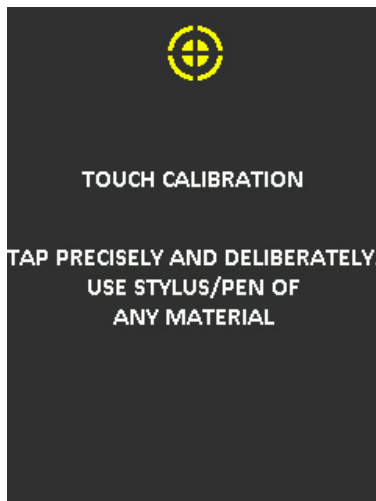 TOUCH CALIBRATION
TAP PRECISELY AND DELIBERATELY.
USE STYLUS/PEN OF
ANY MATERIAL